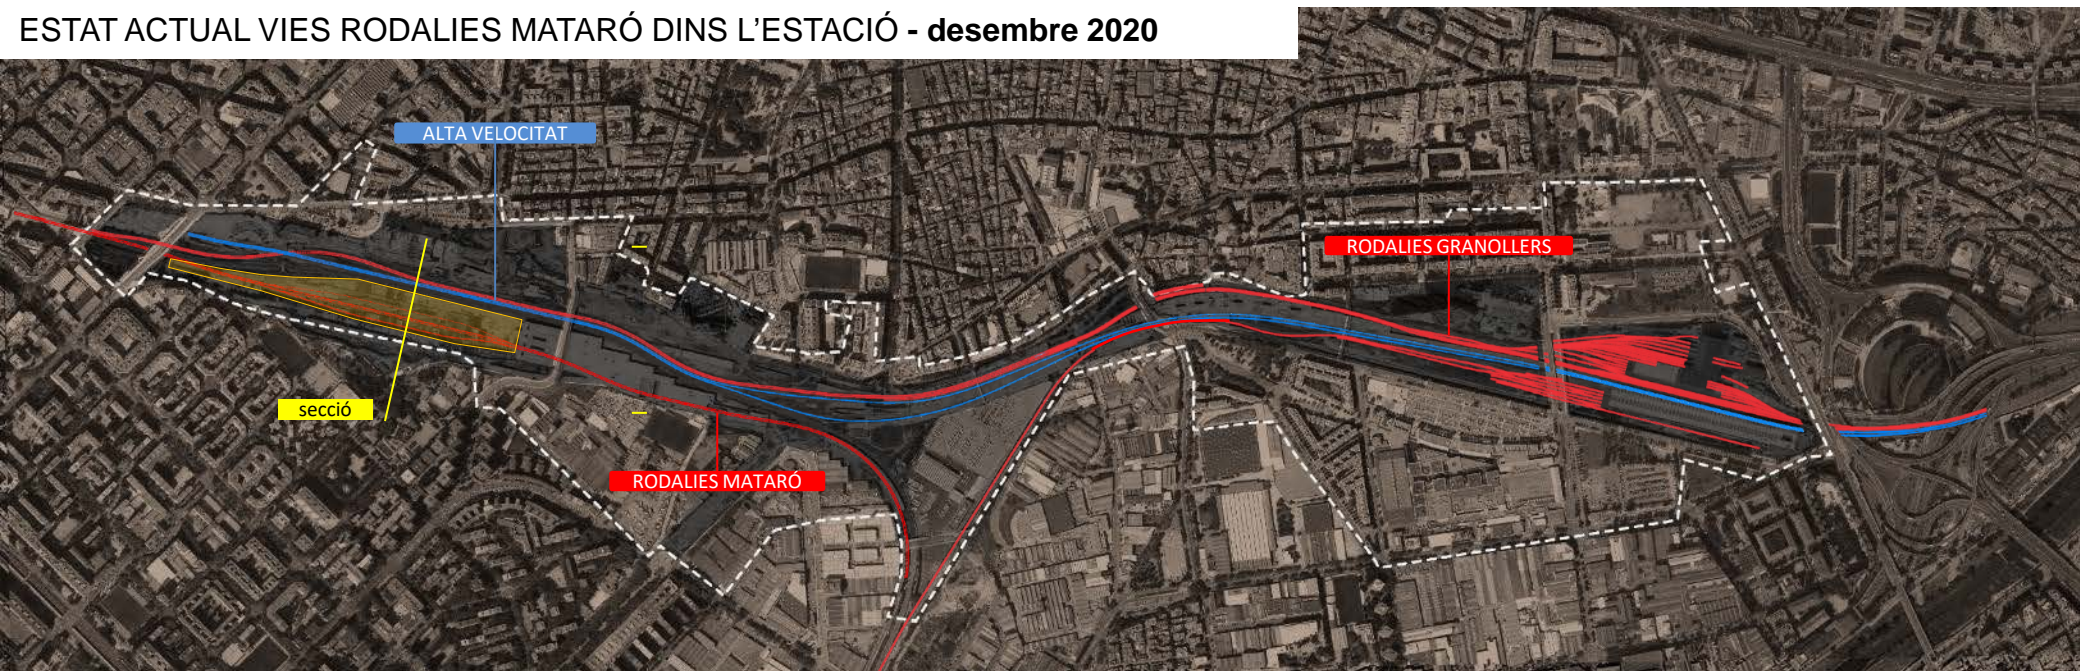 ESTAT ACTUAL VIES RODALIES MATARÓ DINS L'ESTACIÓ - desembre 2020
ALTA VELOCITAT
RODALIES GRANOLLERS
secció
RODALIES MATARÓ